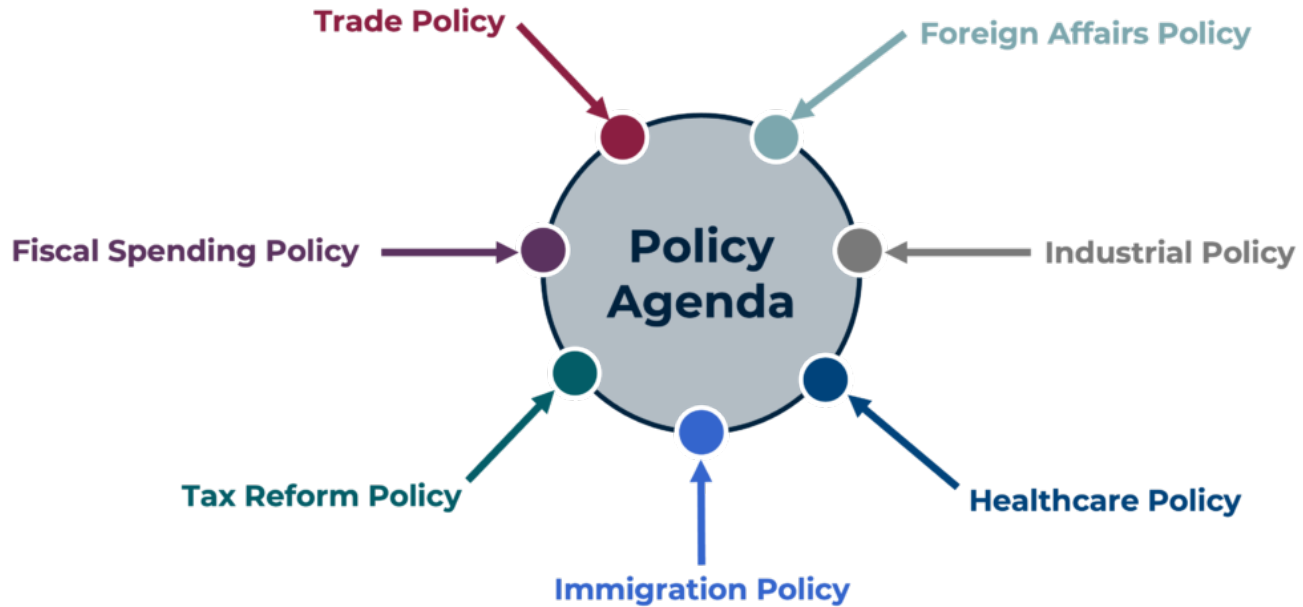 Trade Policy
Foreign Affairs Policy
Fiscal Spending Policy
Policy
Agenda
Industrial Policy
Tax Reform Policy
Healthcare Policy
Immigration Policy